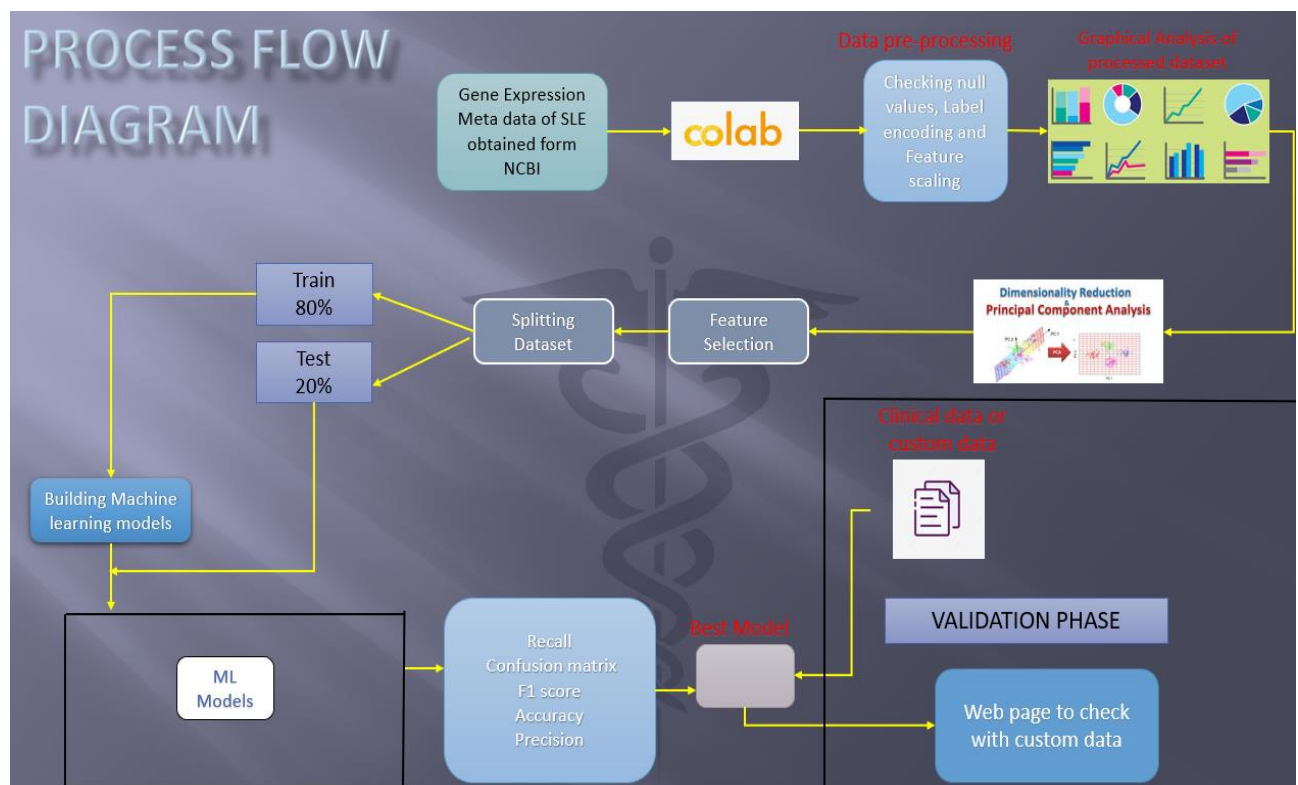 PROCESS FLOW
DIAGRAM
Gene Expression
Meta data of SLE
obtained form
NCBI
colab
Data pre-processing
Checking null
values, Label
encoding and
Feature
scaling
Graphical Analysis of
processed dataset
Dimensionality Reduction
&
Principal Component Analysis
PCA
Feature
Selection
Splitting
Dataset
Train
80%
Test
20%
Building Machine
learning models
ML
Models
Recall
Confusion matrix
F1 score
Accuracy
Precision
Best Model
Clinical data or
custom data
VALIDATION PHASE
Web page to check
with custom data